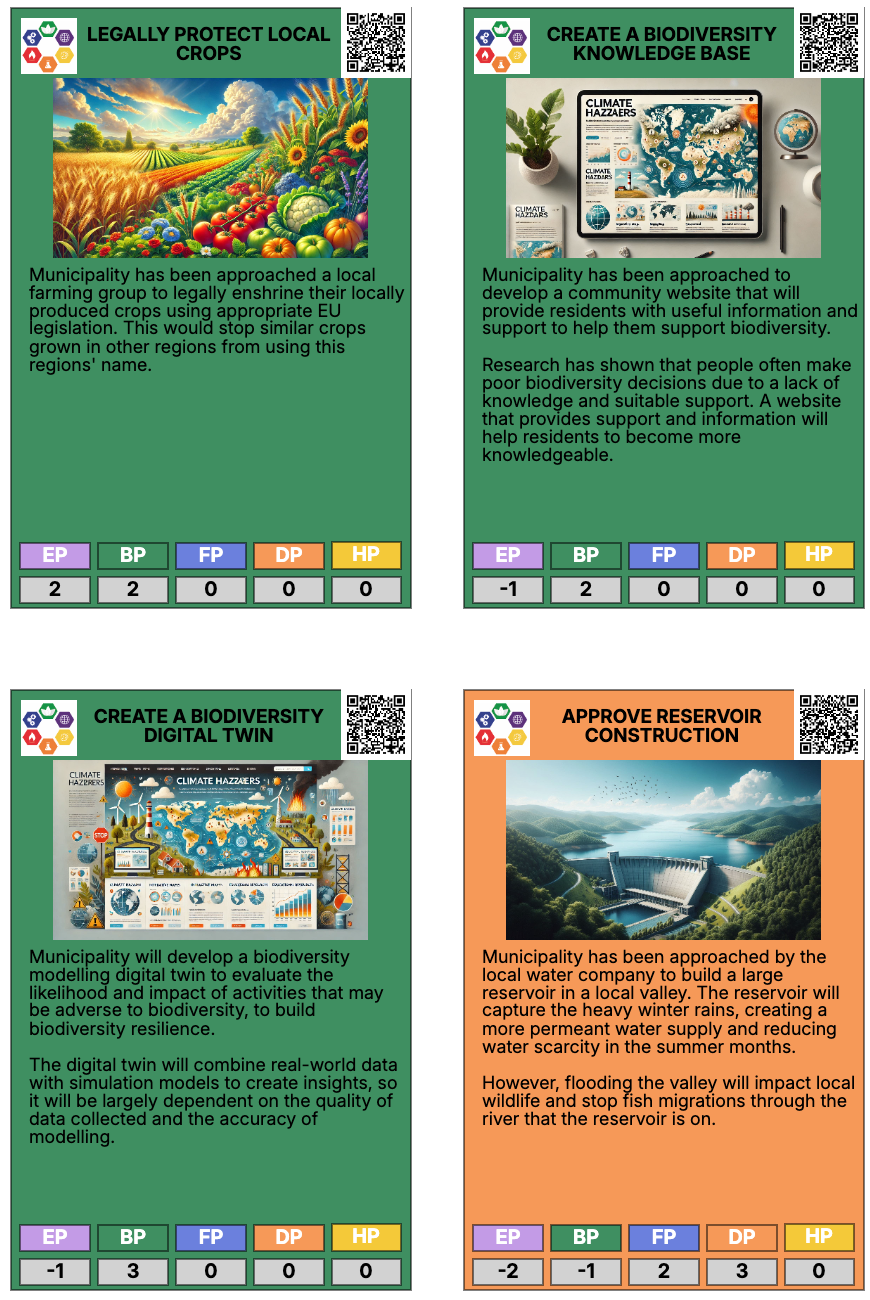 LEGALLY PROTECT LOCAL
CROPS
Municipality has been approached a local
farming group to legally enshrine their locally
produced crops using appropriate EU
legislation. This would stop similar crops
grown in other regions from using this
regions' name.
EP BP FP DP HP
2 2 0 0 0
CREATE A BIODIVERSITY
KNOWLEDGE BASE
CLIMATE
HAZZAERS
CLIMATE
Municipality has been approached to
develop a community website that will
provide residents with useful information and
support to help them support biodiversity.
Research has shown that people often make
poor biodiversity decisions due to a lack of
knowledge and suitable support. A website
that provides support and information will
help residents to become more
knowledgeable.
EP BP FP DP HP
-1 2 0 0 0
CREATE A BIODIVERSITY
DIGITAL TWIN
CLIMATE
CLIMATE
STOP
Municipality will develop a biodiversity
modelling digital twin to evaluate the
likelihood and impact of activities that may
be adverse to biodiversity, to build
biodiversity resilience.
The digital twin will combine real-world data
with simulation models to create insights, so
it will be largely dependent on the quality of
data collected and the accuracy of
modelling.
EP BP FP DP HP
-1 3 0 0 0
APPROVE RESERVOIR
CONSTRUCTION
Municipality has been approached by the
local water company to build a large
reservoir in a local valley. The reservoir will
capture the heavy winter rains, creating a
more permeant water supply and reducing
water scarcity in the summer months.
However, flooding the valley will impact local
wildlife and stop fish migrations through the
river that the reservoir is on.
EP BP FP DP HP
-2 -1 2 3 0